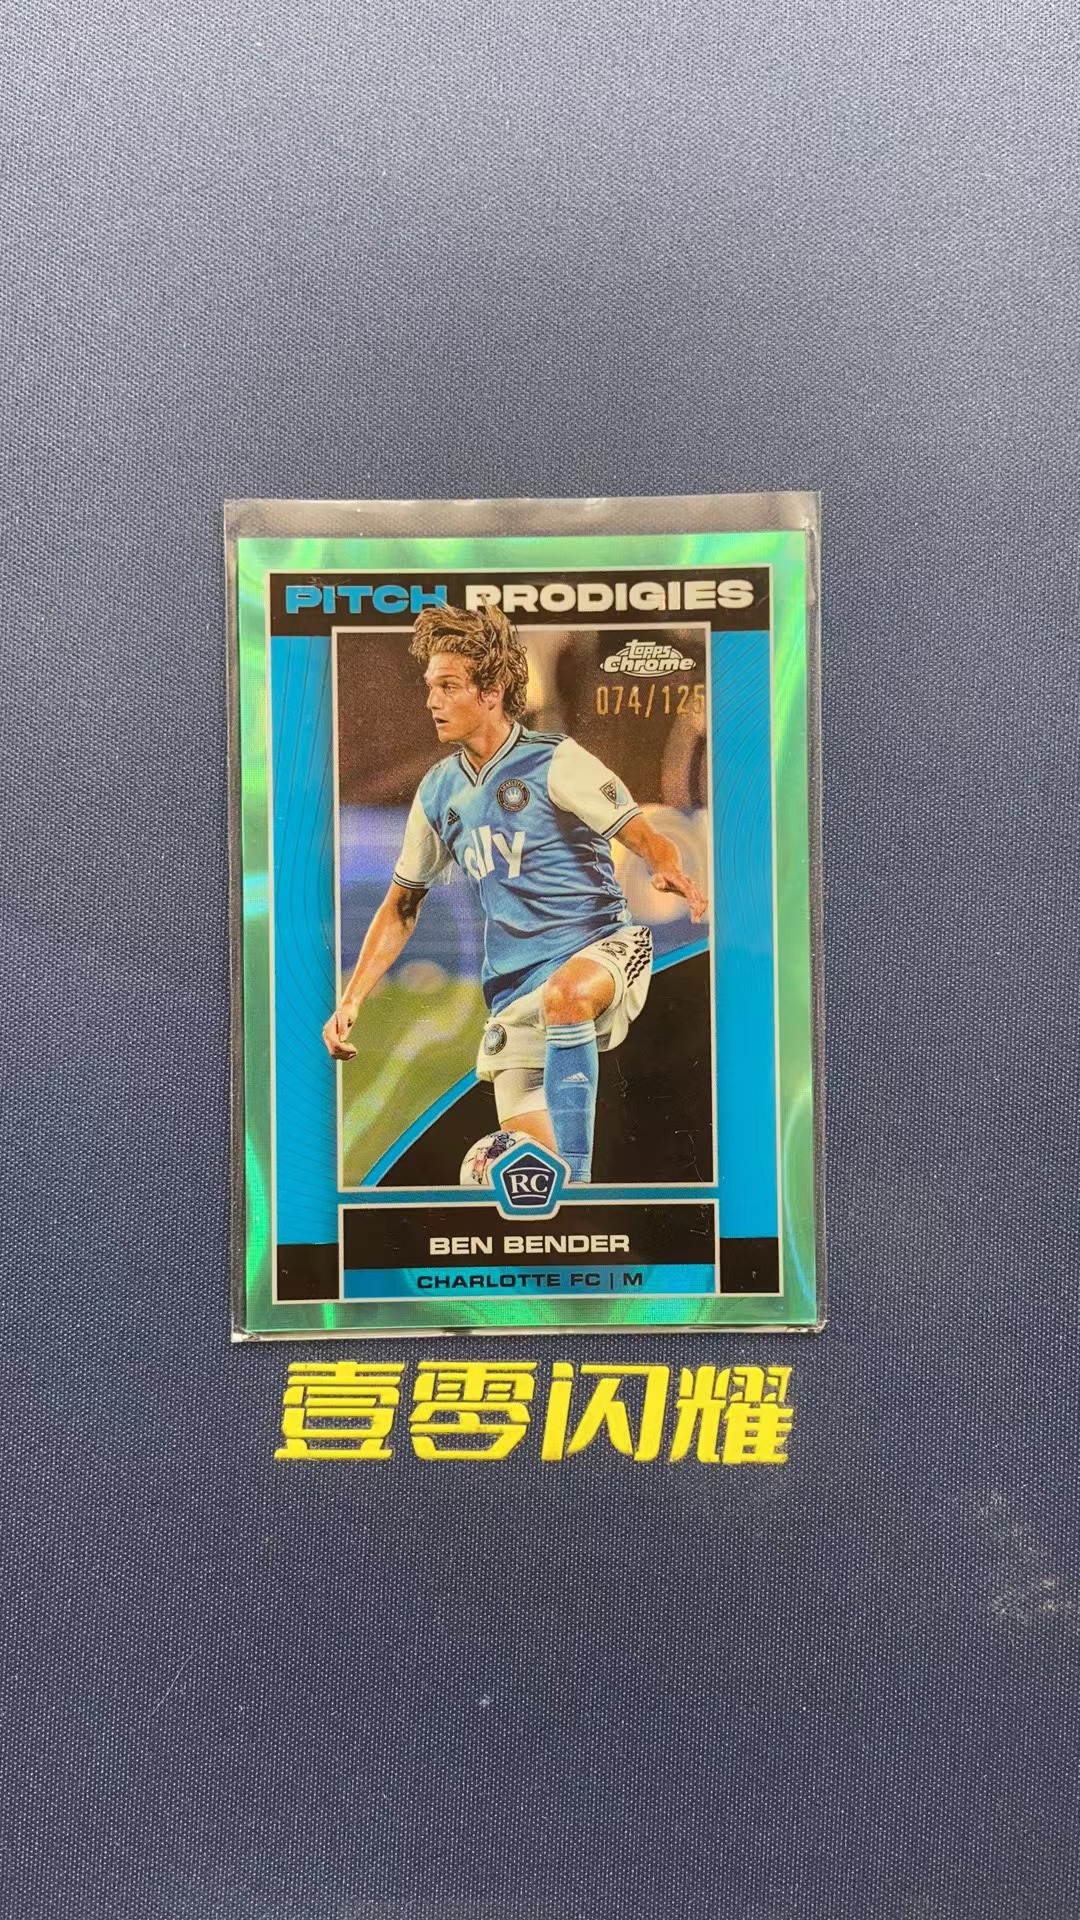 PITCH PRODIGIES
Topps
Chrome
074/125
ally
RC
BEN BENDER
CHARLOTTE FC | M
壹零闪耀